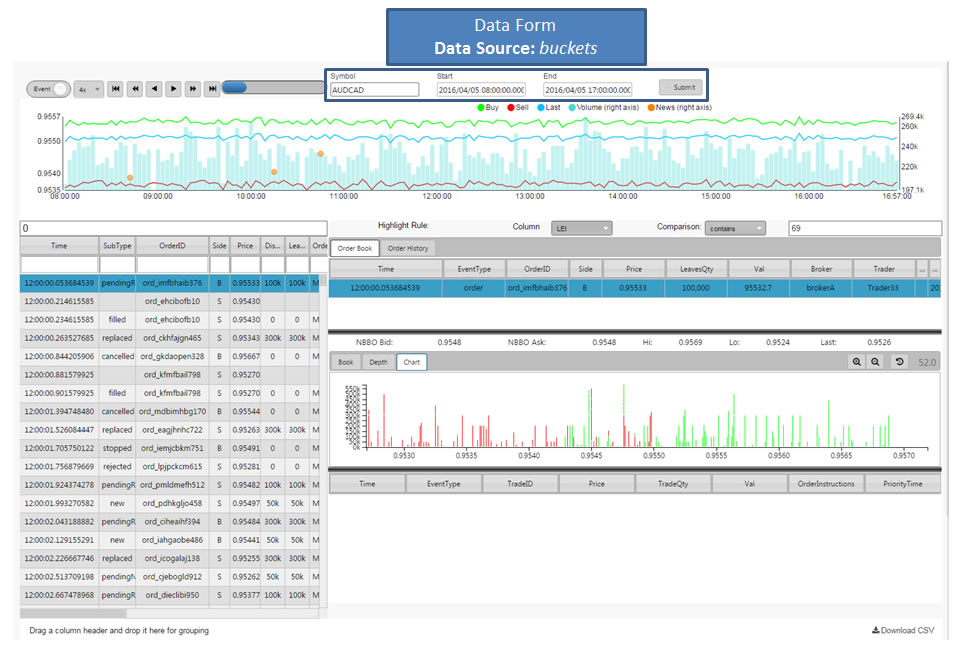 Data Form
Data Source: buckets
Event 4x
Symbol Start End
AUDCAD 2016/04/05 08:00:00.00 2016/04/05 17:00:00.00 Submit
Buy Sell Last Volume (right axis) News (right axis)
0.9557
0.9550
0.9540
0.9535
269.4k
260k
240k
220k
197.1k
08:00:00 09:00:00 10:00:00 11:00:00 12:00:00 13:00:00 14:00:00 15:00:00 16:57:00
0
Highlight Rule: Column LEI Comparison: contains 69
Time SubType OrderID Side Price Dis... Lea... Orde
12:00:00.053684539 pendingR ord_imfbhaib376 B 0.95533 100k 100k M
12:00:00.214615585 ord_ehcibofb10 S 0.95430
12:00:00.234615585 filled ord_ehcibofb10 S 0.95430 0 0 M
12:00:00.263527685 replaced ord_ckhfajgn465 S 0.95343 300k 300k M
12:00:00.844205906 cancelled ord_gkdaopen328 B 0.95667 0 0 M
12:00:00.881579925 ord_kfmfbail798 S 0.95270
12:00:00.901579925 filled ord_kfmfbail798 S 0.95270 0 0 M
12:00:01.394748480 cancelled ord_mdbimhbg170 B 0.95544 0 0 M
12:00:01.526084447 replaced ord_eagjhnhc722 S 0.95263 300k 300k M
12:00:01.705750122 stopped ord_iemjcbkm751 B 0.95491 0 0 M
12:00:01.756879669 rejected ord_lpjpckcm615 S 0.95281 0 0 M
12:00:01.924374278 pendingR ord_pmldmefh512 S 0.95482 100k 100k M
12:00:01.993270582 new ord_pdhkgljo458 S 0.95497 50k 50k M
12:00:02.043188882 pendingR ord_ciheaihf394 B 0.95484 300k 300k M
12:00:02.129155291 new ord_iahgaobe486 B 0.95441 50k 50k M
12:00:02.226667746 replaced ord_icogalaj138 S 0.95255 300k 300k M
12:00:02.513709198 pendingN ord_cjebogld912 S 0.95262 50k 50k M
12:00:02.667478968 pendingR ord_dieclibi950 S 0.95377 100k 100k M
Drag a column header and drop it here for grouping
Order Book Order History
Time EventType OrderID Side Price LeavesQty Val Broker Trader ... ...
12:00:00.053684539 order ord_imfbhaib376 B 0.95533 100,000 95532.7 brokerA Trader33 20
NBBO Bid: 0.9548 NBBO Ask: 0.9548 Hi: 0.9569 Lo: 0.9524 Last: 0.9526
Book Depth Chart 52.0
550k
500k
450k
400k
350k
300k
250k
200k
150k
100k
50k
0k
0.9530 0.9535 0.9540 0.9545 0.9550 0.9555 0.9560 0.9565 0.9570
Time EventType TradeID Price TradeQty Val OrderInstructions PriorityTime
Download CSV